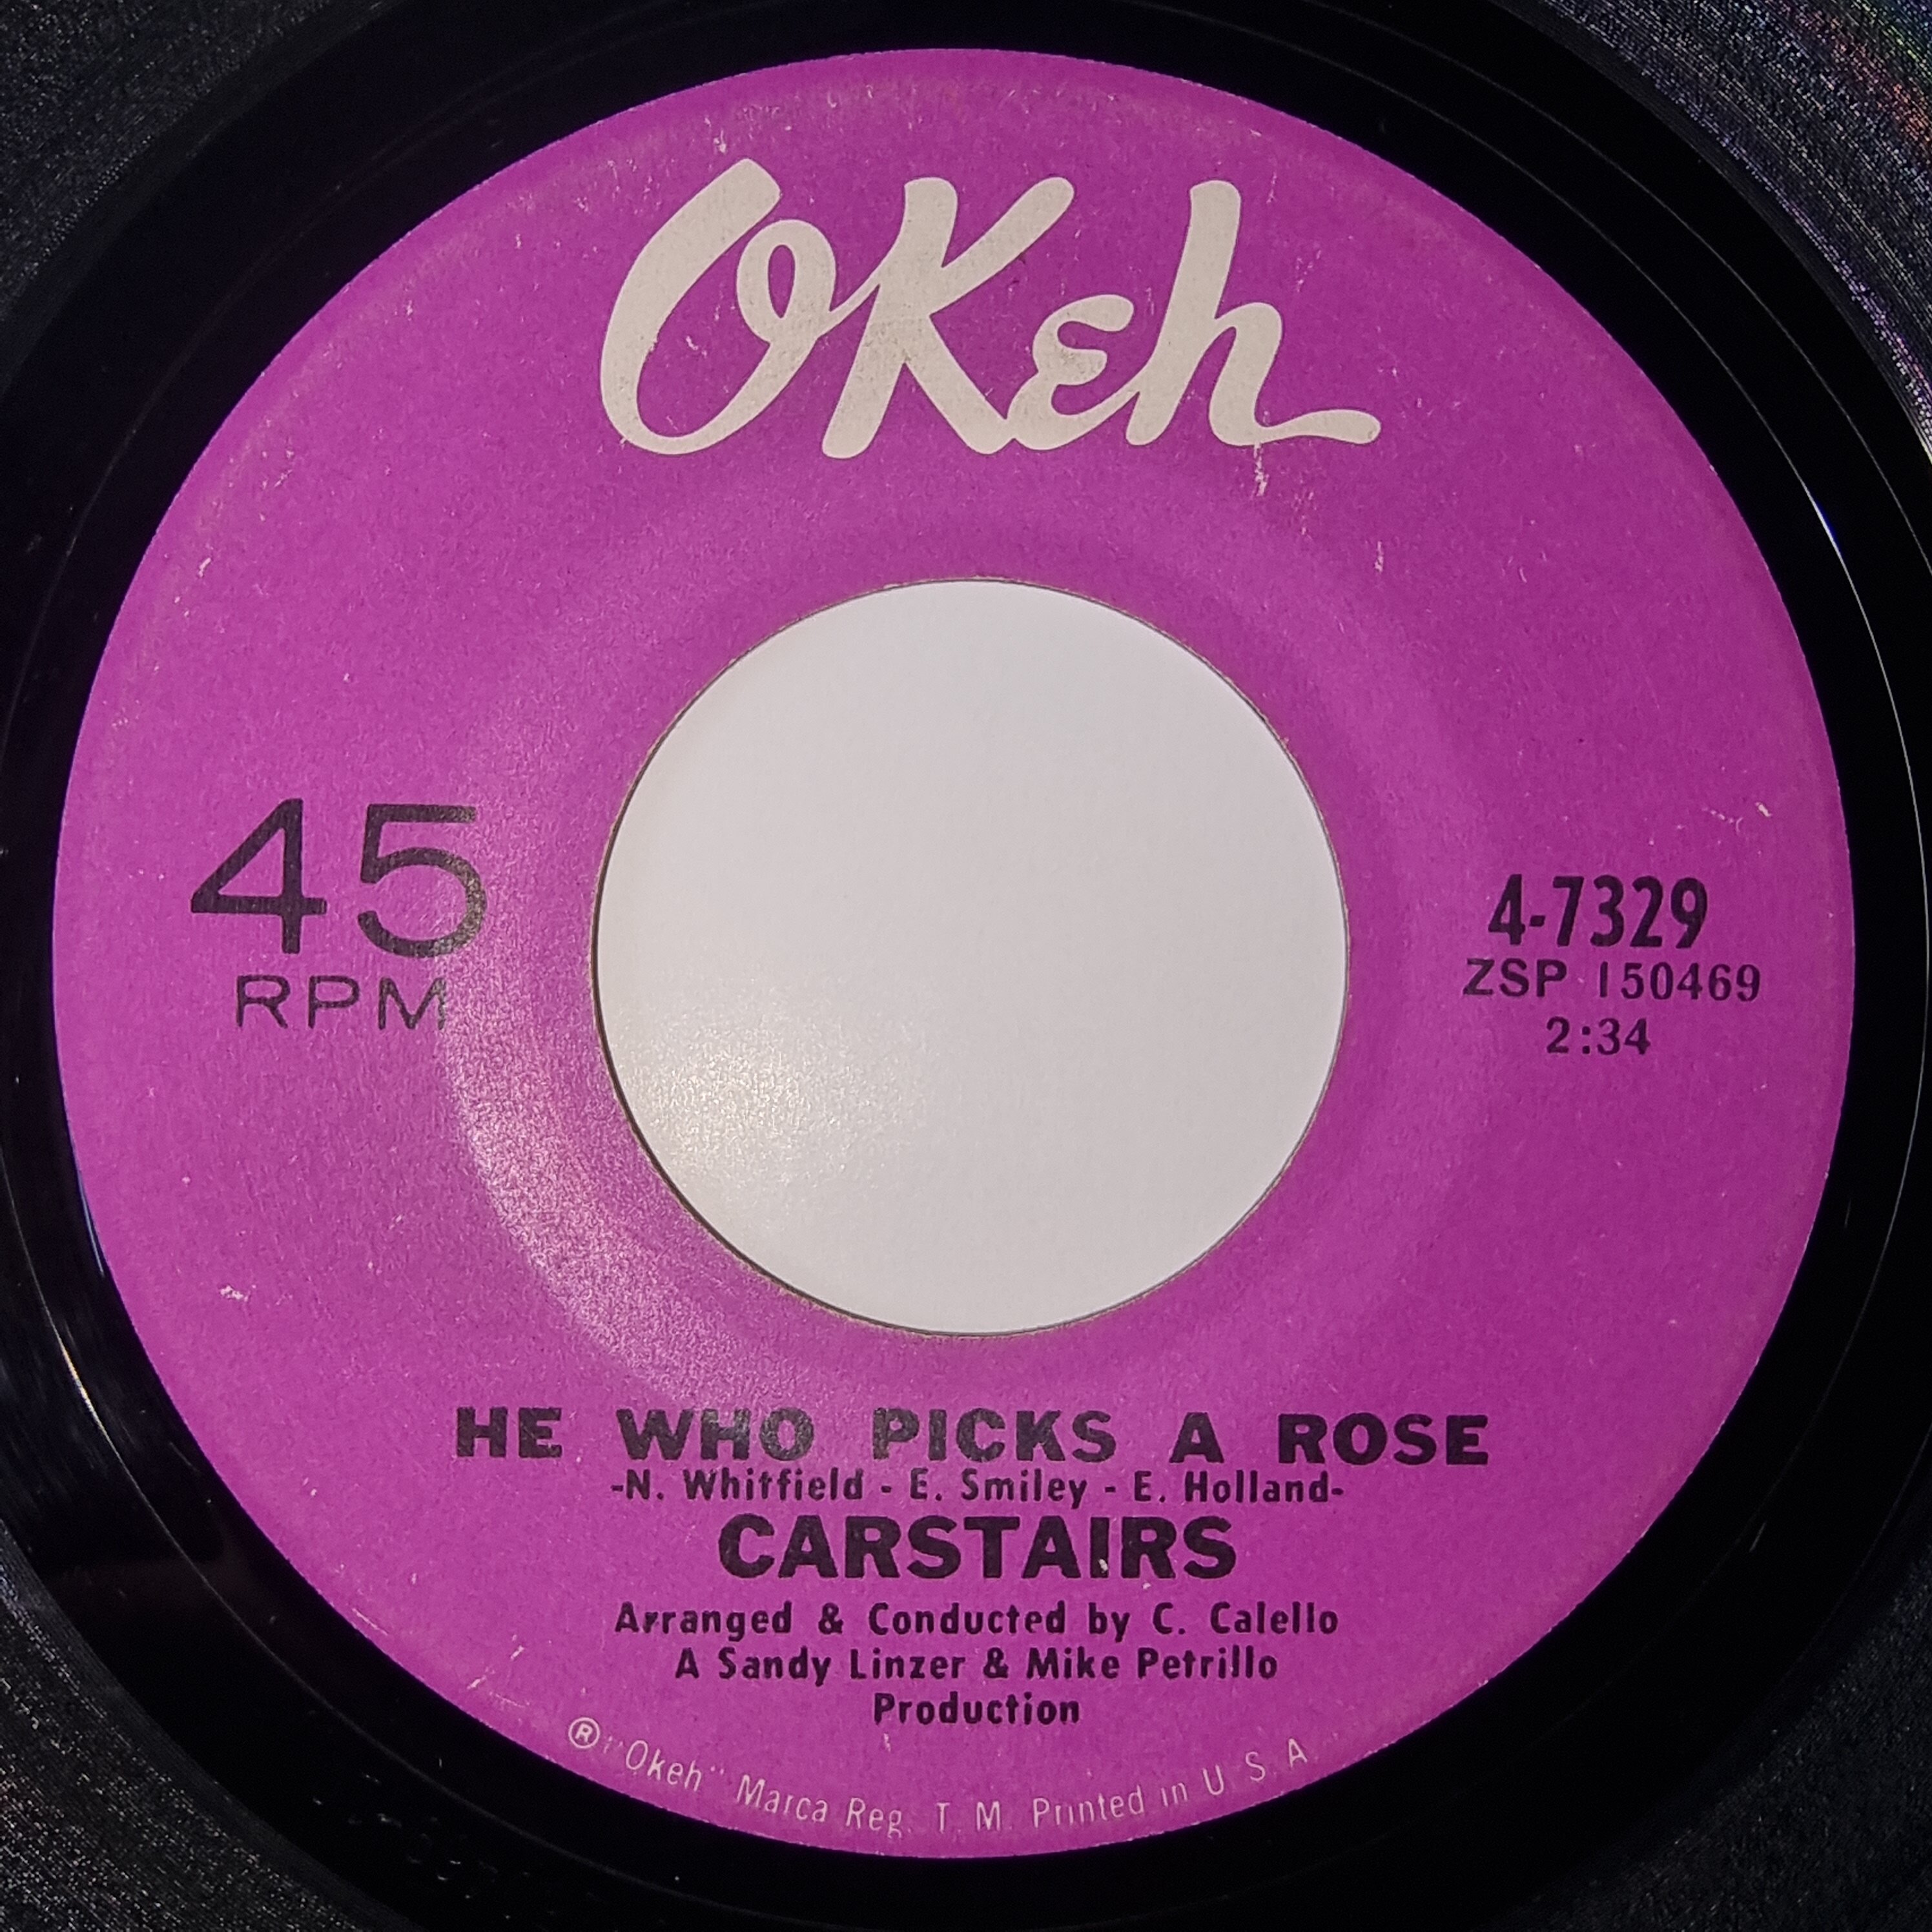 OKeh
45
RPM
4-7329
ZSP 150469
2:34
HE WHO PICKS A ROSE
-N. Whitfield - E. Smiley - E. Holland-
CARSTAIRS
Arranged & Conducted by C. Calello
A Sandy Linzer & Mike Petrillo
Production
® "Okeh" Marca Reg. T. M. Printed in U. S. A.